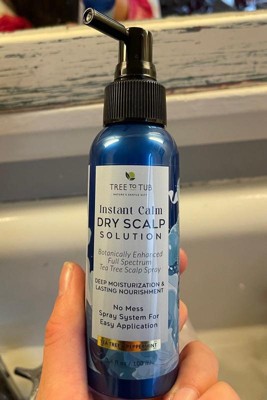 TREE TO TUB
Instant Calm
DRY SCALP
SOLUTION
Botanically Enhanced
Full Spectrum
Tea Tree Scalp Spray
DEEP MOISTURIZATION &
LASTING NOURISHMENT
No Mess
Spray System For
Easy Application